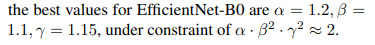 the best values for EfficientNet-B0 are α = 1.2, β =
1.1, γ = 1.15, under constraint of α · β² · γ² ≈ 2.